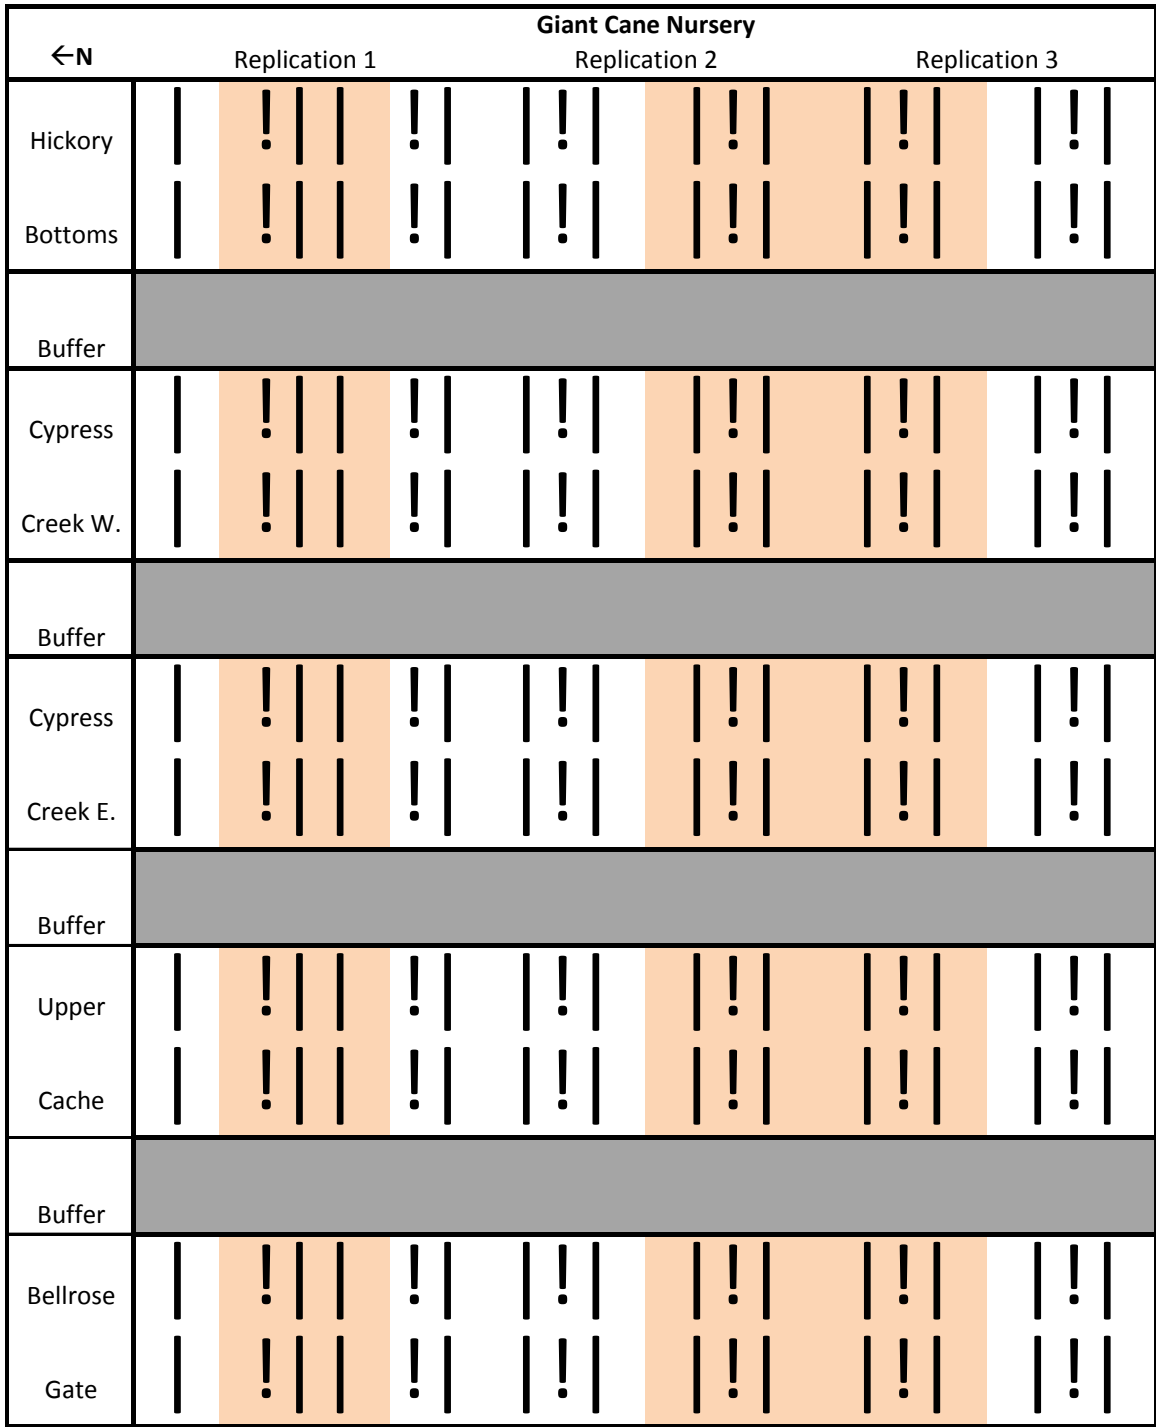 Giant Cane Nursery
←N Replication 1 Replication 2 Replication 3
Hickory | ! | | ! | | ! | | ! | | ! | | ! |
Bottoms | ! | | ! | | ! | | ! | | ! | | ! |
Buffer
Cypress | ! | | ! | | ! | | ! | | ! | | ! |
Creek W. | ! | | ! | | ! | | ! | | ! | | ! |
Buffer
Cypress | ! | | ! | | ! | | ! | | ! | | ! |
Creek E. | ! | | ! | | ! | | ! | | ! | | ! |
Buffer
Upper | ! | | ! | | ! | | ! | | ! | | ! |
Cache | ! | | ! | | ! | | ! | | ! | | ! |
Buffer
Bellrose | ! | | ! | | ! | | ! | | ! | | ! |
Gate | ! | | ! | | ! | | ! | | ! | | ! |